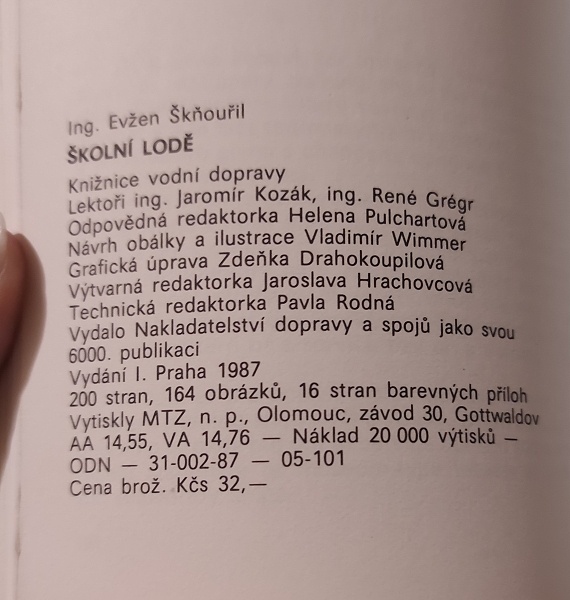 Ing. Evžen Škňouřil
ŠKOLNÍ LODĚ
Knižnice vodní dopravy
Lektoři ing. Jaromír Kozák, ing. René Grégr
Odpovědná redaktorka Helena Pulchartová
Návrh obálky a ilustrace Vladimír Wimmer
Grafická úprava Zdeňka Drahokoupilová
Výtvarná redaktorka Jaroslava Hrachovcová
Technická redaktorka Pavla Rodná
Vydalo Nakladatelství dopravy a spojů jako svou
6000. publikaci
Vydání I. Praha 1987
200 stran, 164 obrázků, 16 stran barevných příloh
Vytiskly MTZ, n. p., Olomouc, závod 30, Gottwaldov
AA 14,55, VA 14,76 — Náklad 20 000 výtisků —
ODN — 31-002-87 — 05-101
Cena brož. Kčs 32,—